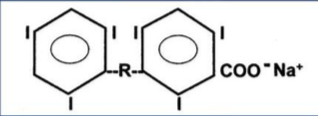 I I I I
--R-- COO⁻Na⁺
I I